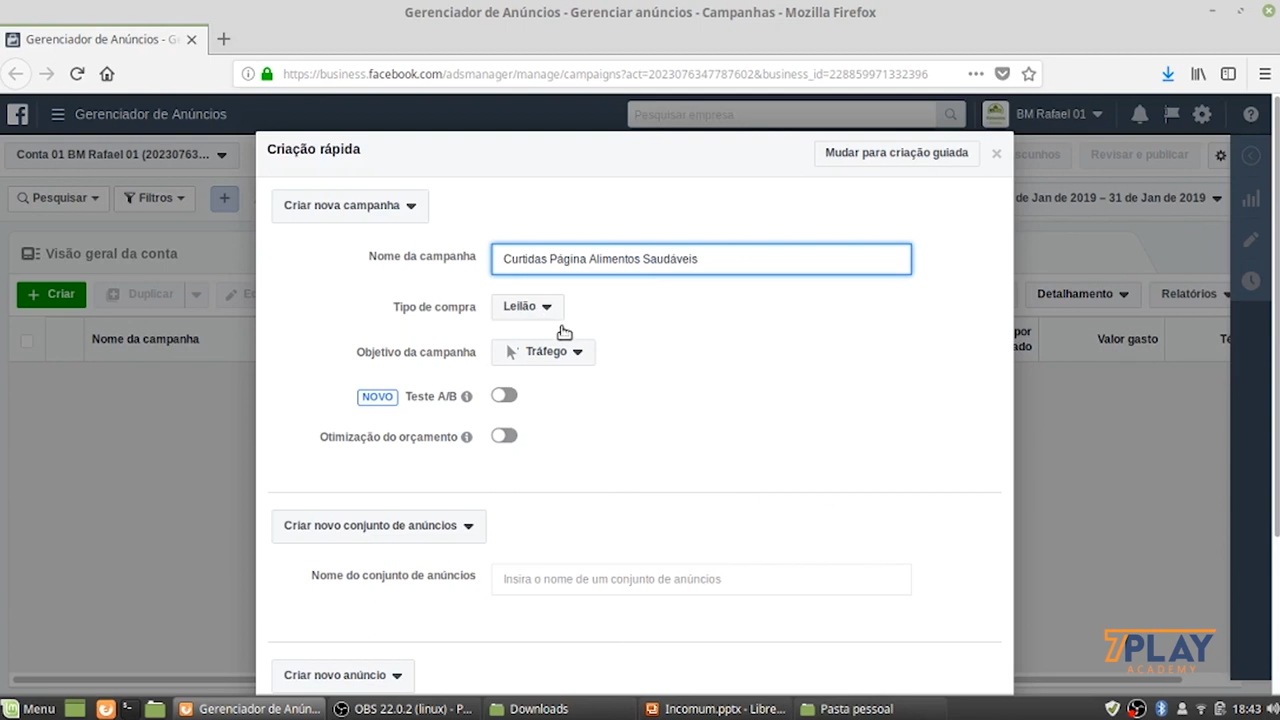 Gerenciador de Anúncios - Gerenciar anúncios - Campanhas - Mozilla Firefox
Gerenciador de Anúncios - G
https://business.facebook.com/adsmanager/manage/campaigns?act=2023076347787602&business_id=228859971332396
Gerenciador de Anúncios
Pesquisar empresa
BM Rafael 01
Conta 01 BM Rafael 01 (20230763...
Criação rápida
Mudar para criação guiada
Revisar e publicar
Pesquisar
Filtros
Criar nova campanha
de Jan de 2019 – 31 de Jan de 2019
Visão geral da conta
Nome da campanha
Curtidas Página Alimentos Saudáveis
Criar
Duplicar
Tipo de compra
Leilão
Detalhamento
Relatórios
Nome da campanha
Objetivo da campanha
Tráfego
por
Valor gasto
NOVO Teste A/B
Otimização do orçamento
Criar novo conjunto de anúncios
Nome do conjunto de anúncios
Insira o nome de um conjunto de anúncios
Criar novo anúncio
7PLAY
ACADEMY
Menu
Gerenciador de Anún...
OBS 22.0.2 (linux) - P...
Downloads
Incomum.pptx - Libre...
Pasta pessoal
18:43